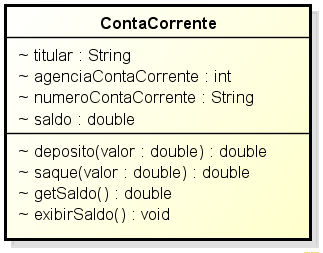 ContaCorrente
~ titular : String
~ agenciaContaCorrente : int
~ numeroContaCorrente : String
~ saldo : double
~ deposito(valor : double) : double
~ saque(valor : double) : double
~ getSaldo() : double
~ exibirSaldo() : void